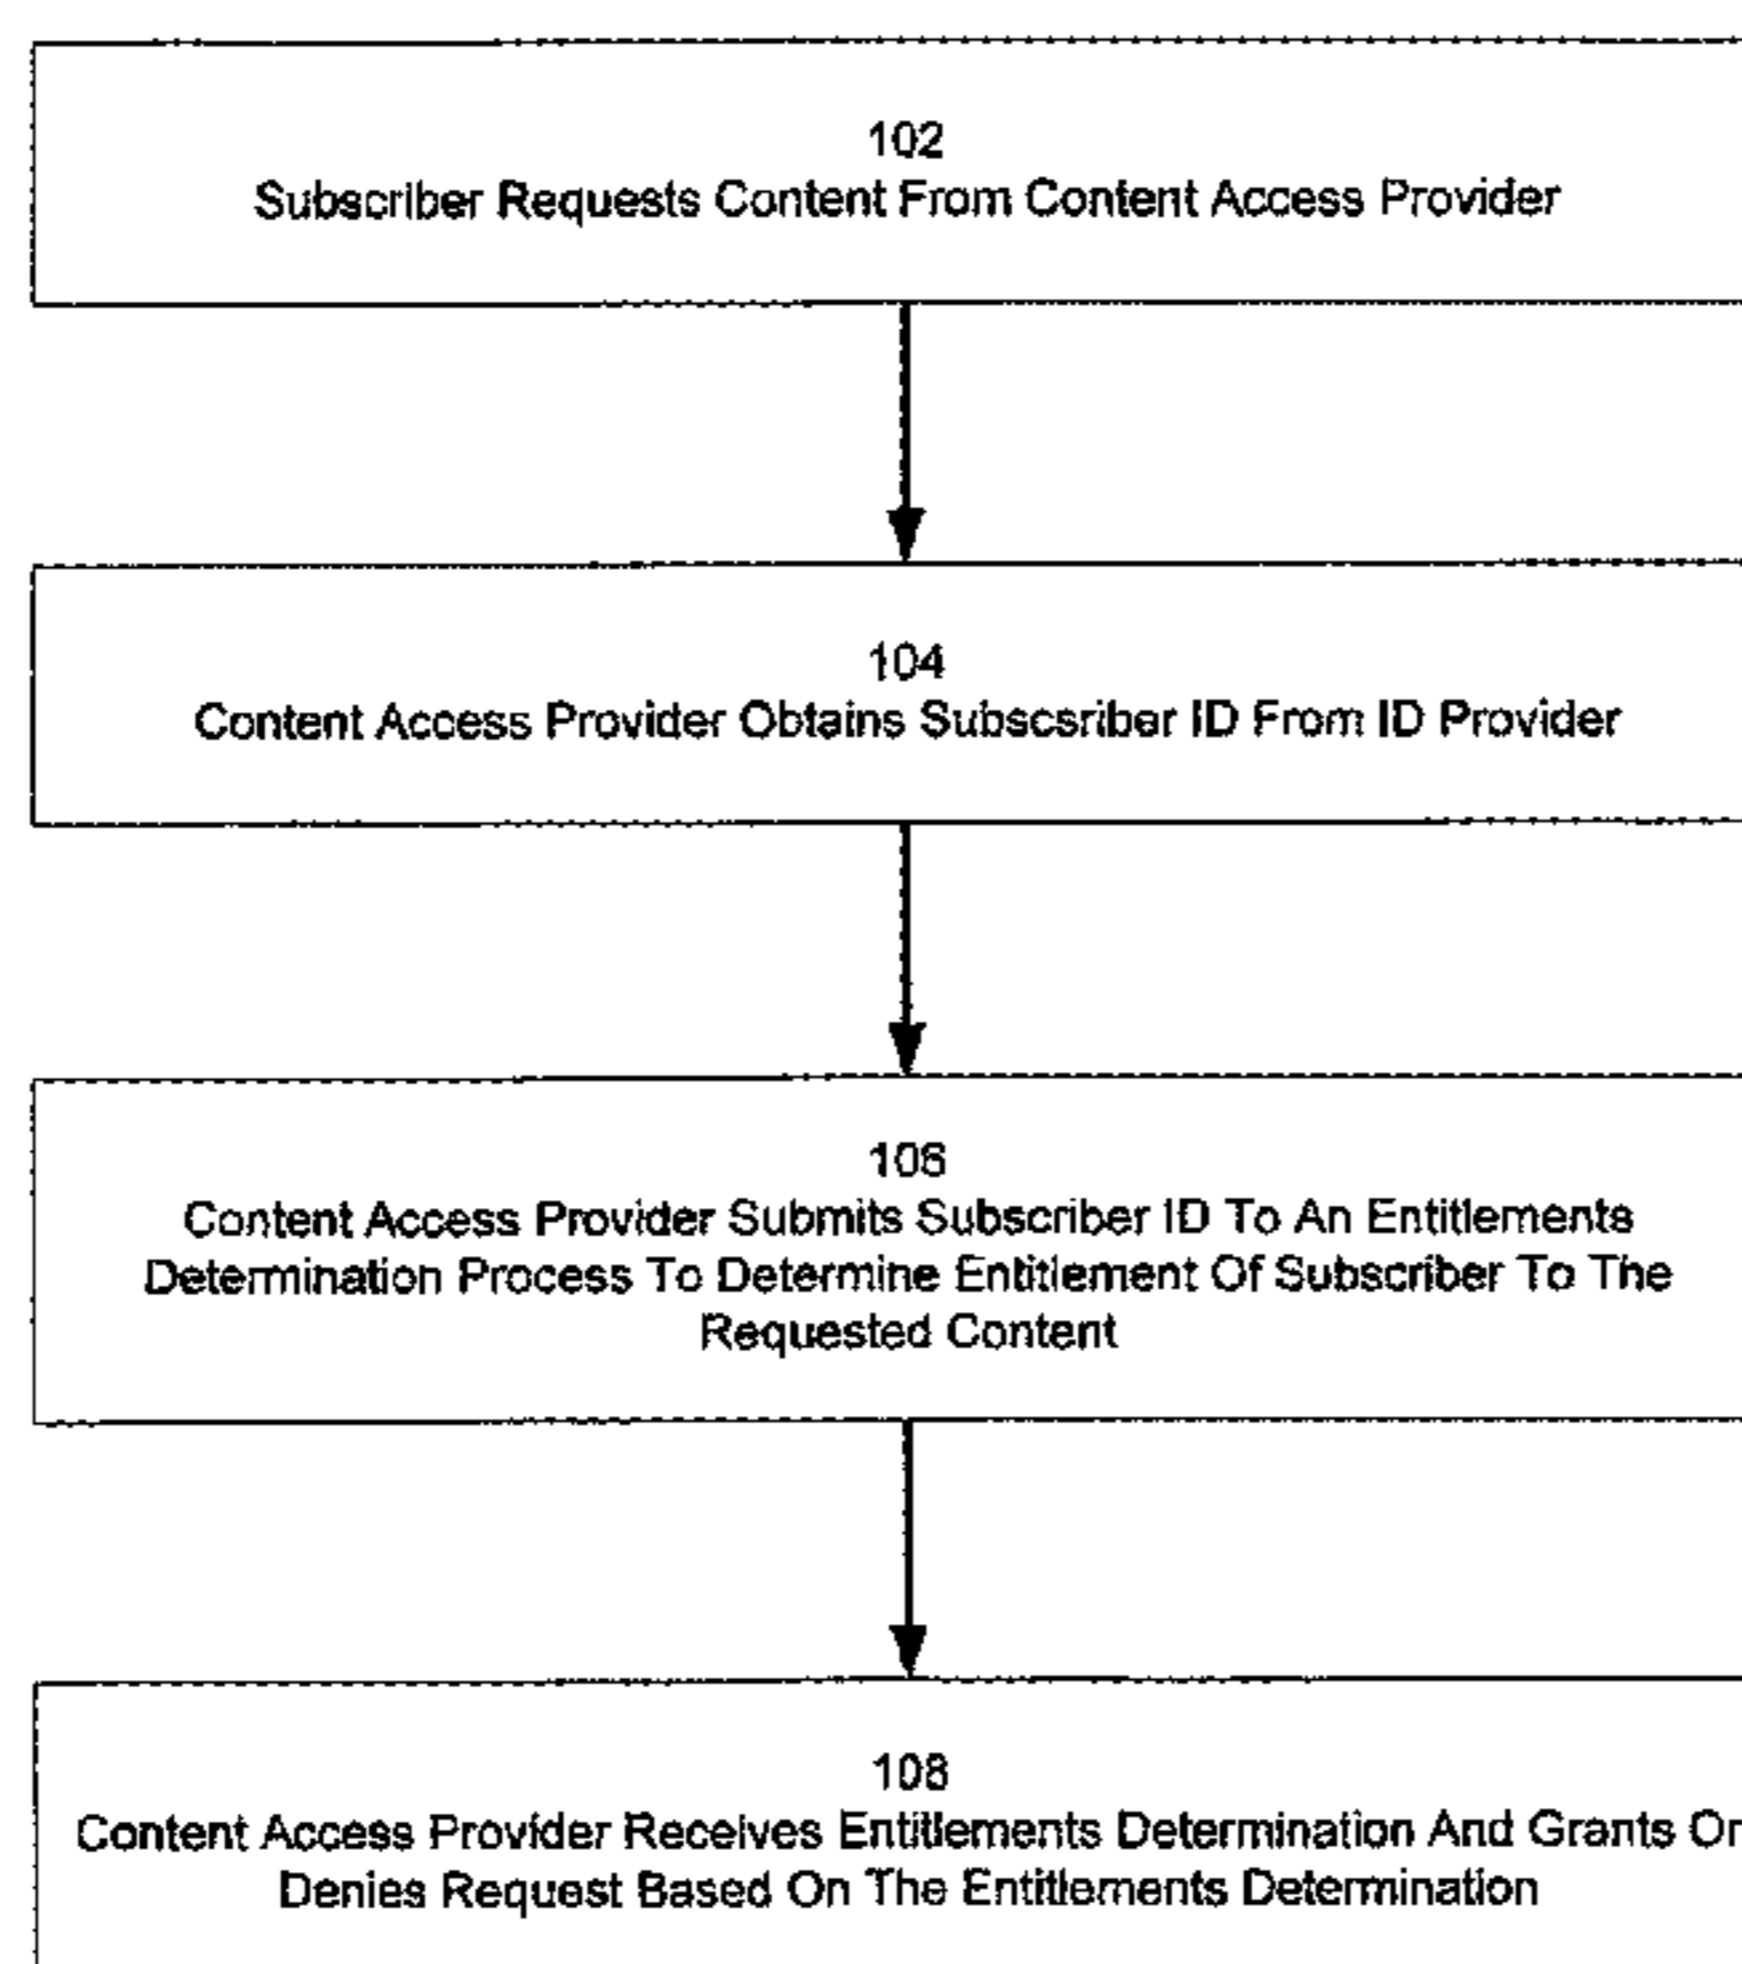 102
Subscriber Requests Content From Content Access Provider
104
Content Access Provider Obtains Subscsriber ID From ID Provider
106
Content Access Provider Submits Subscriber ID To An Entitlements
Determination Process To Determine Entitlement Of Subscriber To The
Requested Content
108
Content Access Provider Receives Entitlements Determination And Grants Or
Denies Request Based On The Entitlements Determination